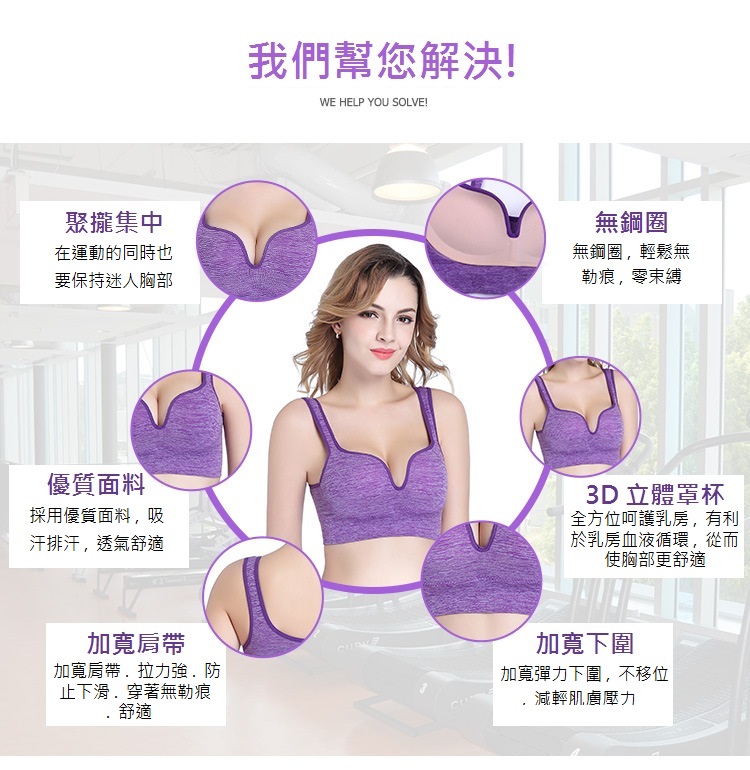 我們幫您解決!
WE HELP YOU SOLVE!
聚攏集中
在運動的同時也
要保持迷人胸部
無鋼圈
無鋼圈，輕鬆無
勒痕，零束縛
優質面料
採用優質面料，吸
汗排汗，透氣舒適
3D 立體罩杯
全方位呵護乳房，有利
於乳房血液循環，從而
使胸部更舒適
加寬肩帶
加寬肩帵．拉力強．防
止下滑．穿著無勒痕
．舒適
加寬下圍
加寬彈力下圍，不移位
．減輕肌膚壓力